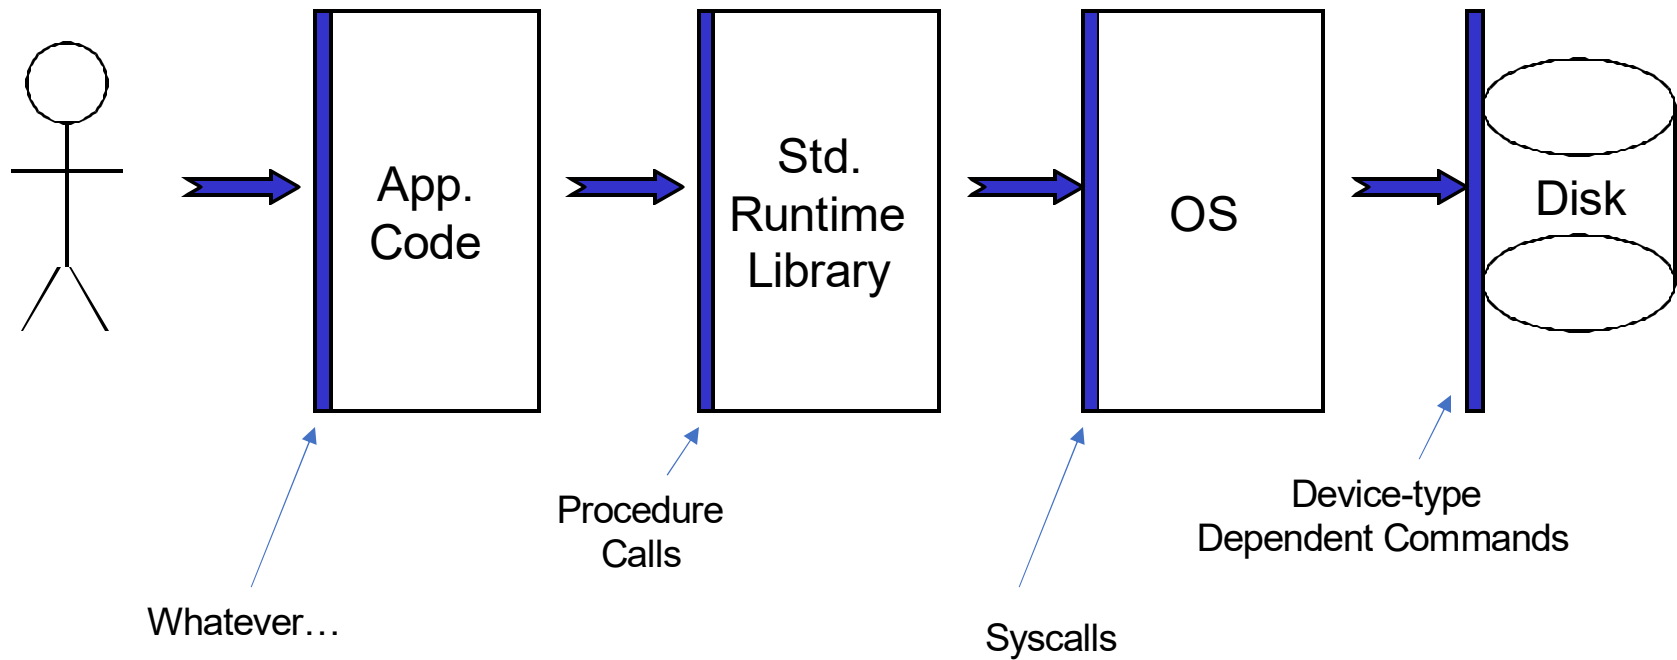 App.
Code
Std.
Runtime
Library
OS
Disk
Procedure
Calls
Device-type
Dependent Commands
Whatever…
Syscalls